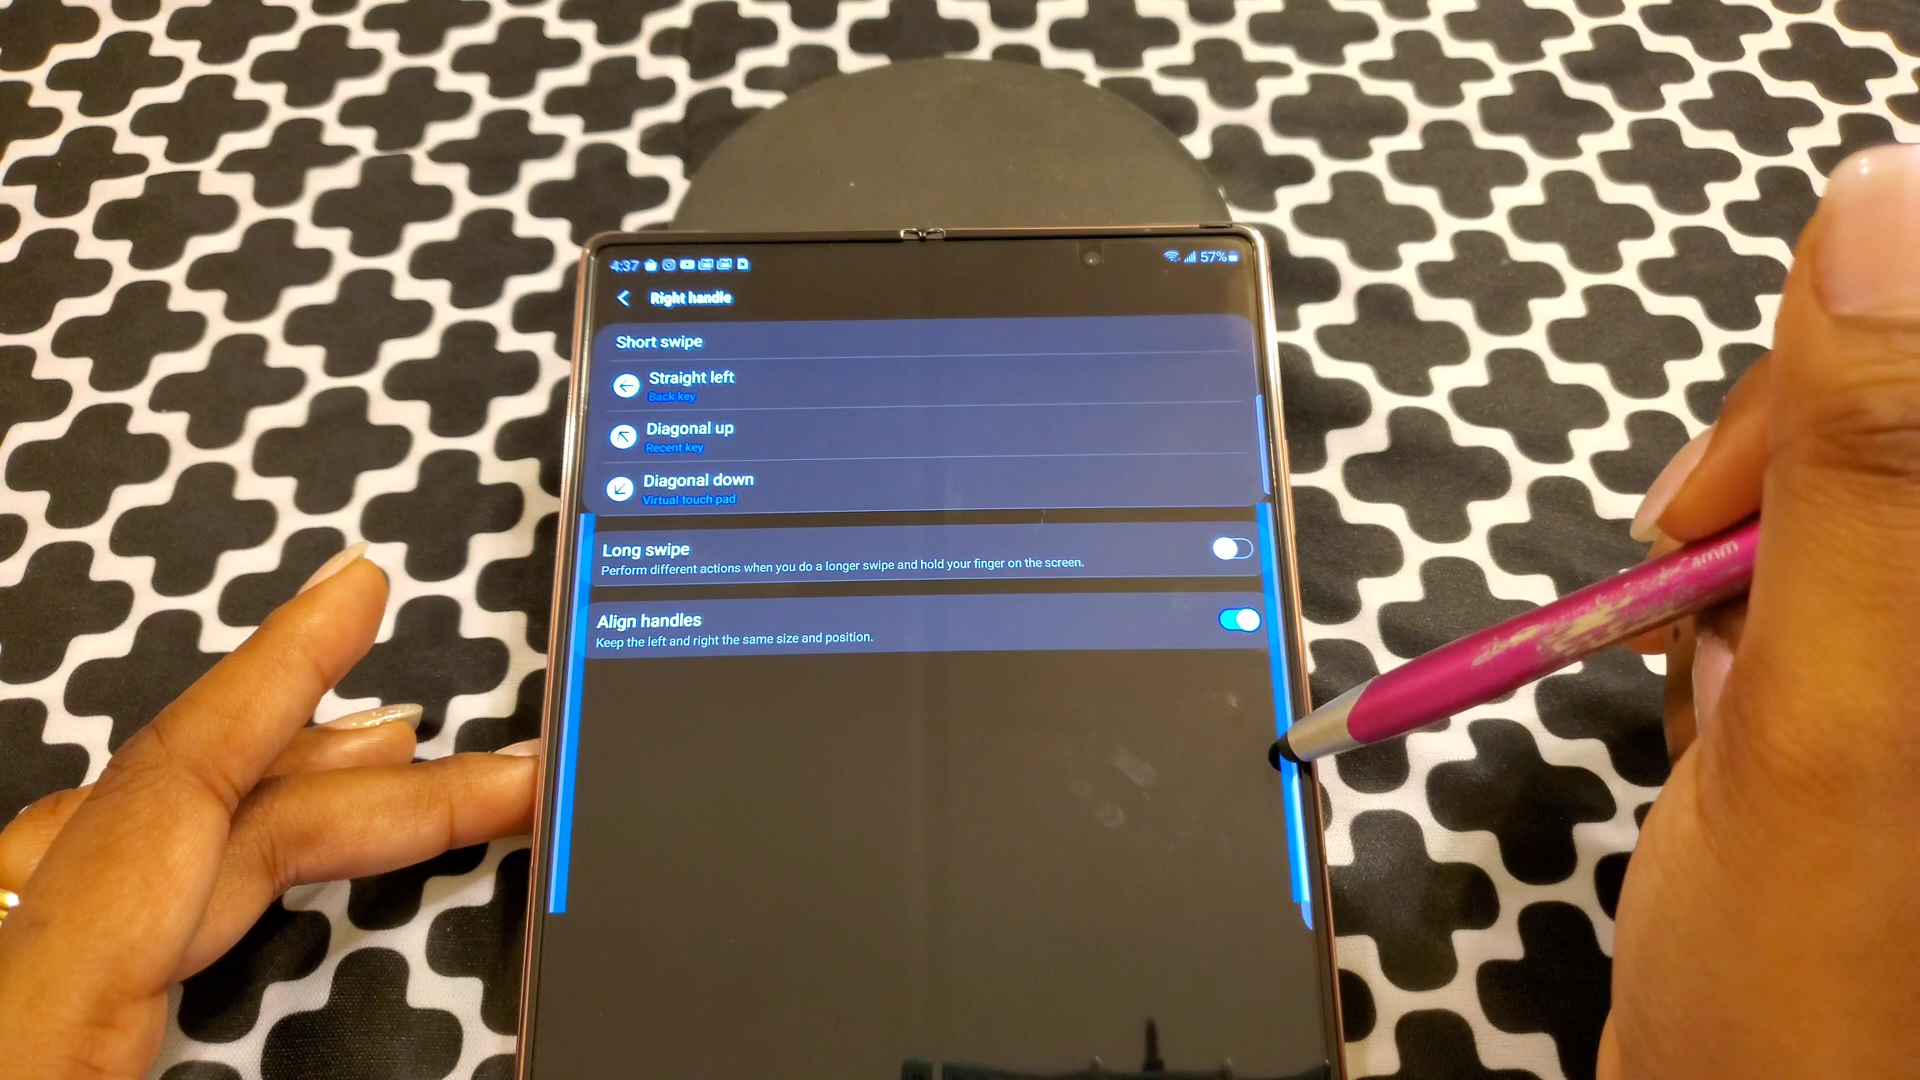 4:37
57%
Right handle
Short swipe
Straight left
Back key
Diagonal up
Recent key
Diagonal down
Virtual touch pad
Long swipe
Perform different actions when you do a longer swipe and hold your finger on the screen.
Align handles
Keep the left and right the same size and position.